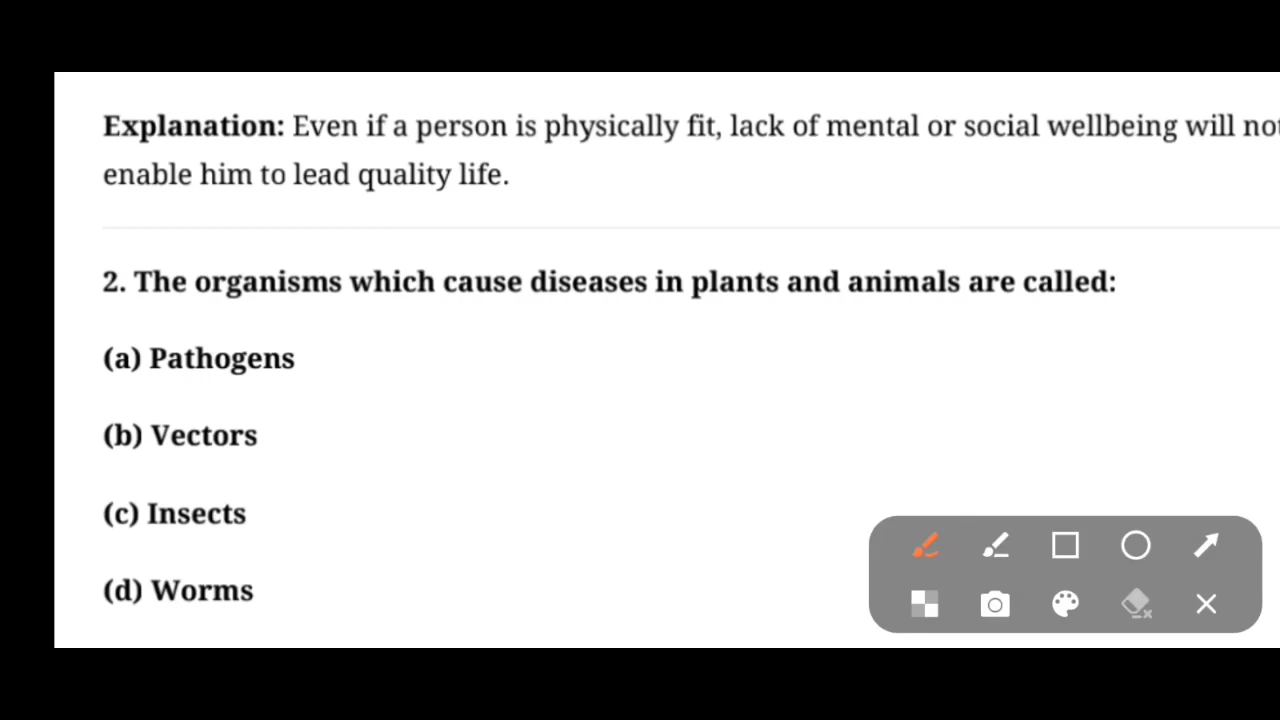 Explanation: Even if a person is physically fit, lack of mental or social wellbeing will not
enable him to lead quality life.
2. The organisms which cause diseases in plants and animals are called:
(a) Pathogens
(b) Vectors
(c) Insects
(d) Worms